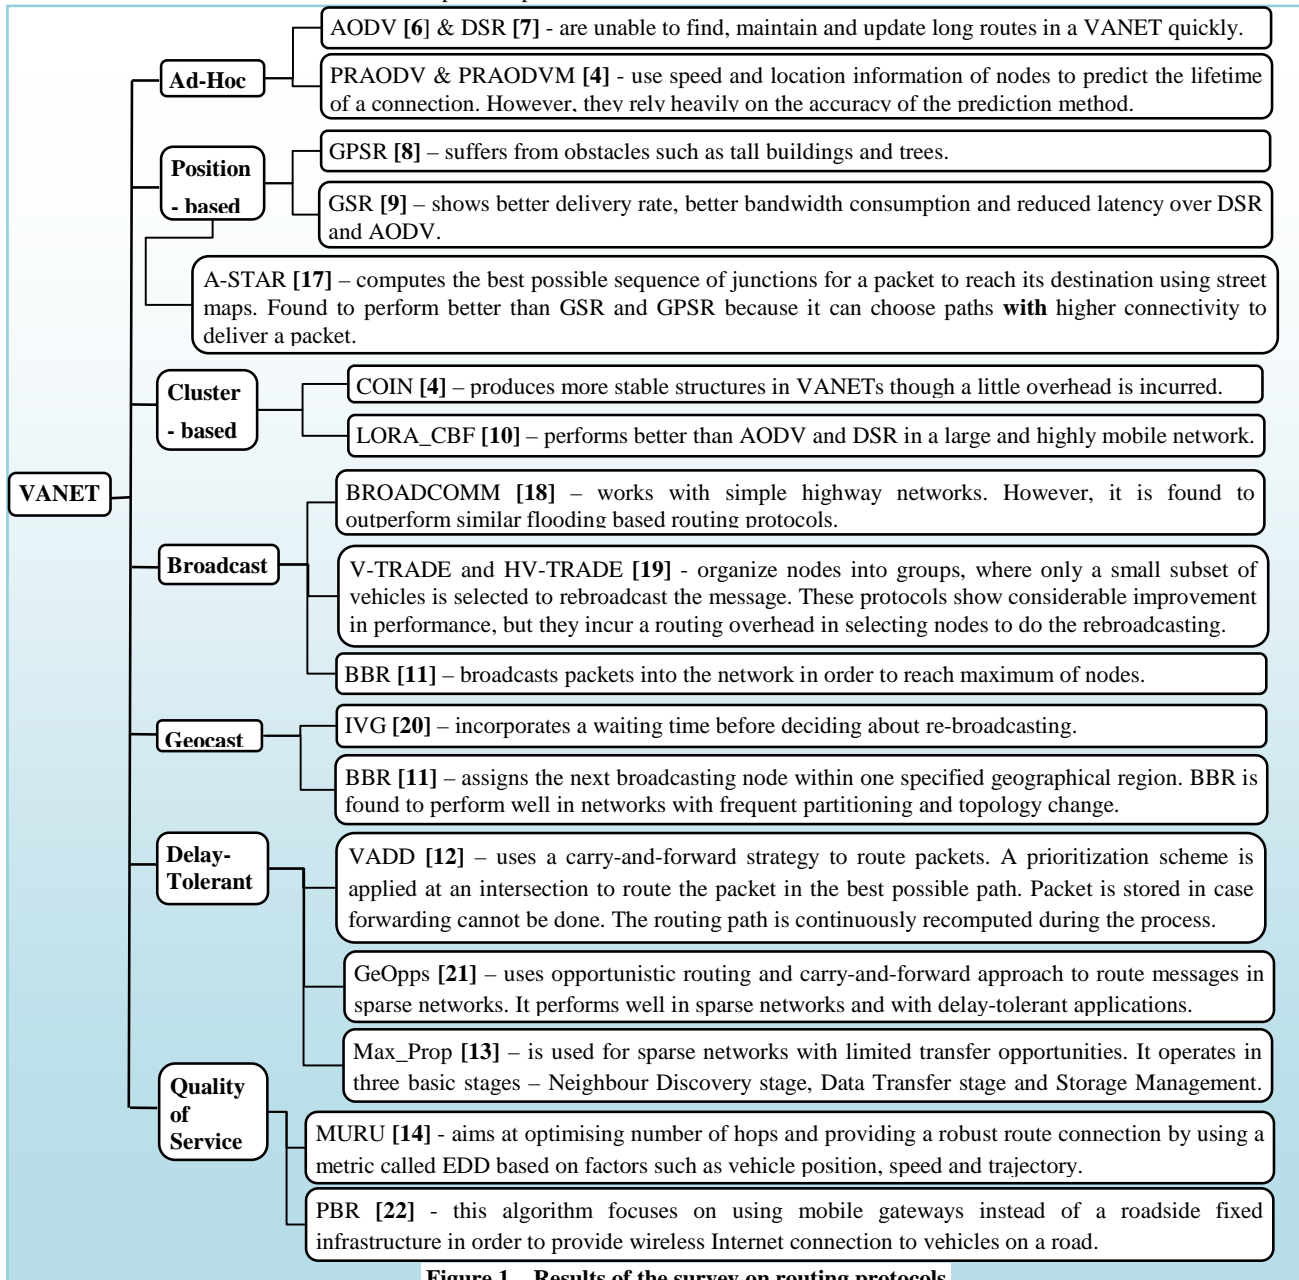 AODV [6] & DSR [7] - are unable to find, maintain and update long routes in a VANET quickly.
Ad-Hoc
PRAODV & PRAODVM [4] - use speed and location information of nodes to predict the lifetime
of a connection. However, they rely heavily on the accuracy of the prediction method.
Position
- based
GPSR [8] – suffers from obstacles such as tall buildings and trees.
GSR [9] – shows better delivery rate, better bandwidth consumption and reduced latency over DSR
and AODV.
A-STAR [17] – computes the best possible sequence of junctions for a packet to reach its destination using street
maps. Found to perform better than GSR and GPSR because it can choose paths with higher connectivity to
deliver a packet.
Cluster
- based
COIN [4] – produces more stable structures in VANETs though a little overhead is incurred.
LORA_CBF [10] – performs better than AODV and DSR in a large and highly mobile network.
VANET
BROADCOMM [18] – works with simple highway networks. However, it is found to
outperform similar flooding based routing protocols.
Broadcast
V-TRADE and HV-TRADE [19] - organize nodes into groups, where only a small subset of
vehicles is selected to rebroadcast the message. These protocols show considerable improvement
in performance, but they incur a routing overhead in selecting nodes to do the rebroadcasting.
BBR [11] – broadcasts packets into the network in order to reach maximum of nodes.
Geocast
IVG [20] – incorporates a waiting time before deciding about re-broadcasting.
BBR [11] – assigns the next broadcasting node within one specified geographical region. BBR is
found to perform well in networks with frequent partitioning and topology change.
Delay-
Tolerant
VADD [12] – uses a carry-and-forward strategy to route packets. A prioritization scheme is
applied at an intersection to route the packet in the best possible path. Packet is stored in case
forwarding cannot be done. The routing path is continuously recomputed during the process.
GeOpps [21] – uses opportunistic routing and carry-and-forward approach to route messages in
sparse networks. It performs well in sparse networks and with delay-tolerant applications.
Max_Prop [13] – is used for sparse networks with limited transfer opportunities. It operates in
three basic stages – Neighbour Discovery stage, Data Transfer stage and Storage Management.
Quality
of
Service
MURU [14] - aims at optimising number of hops and providing a robust route connection by using a
metric called EDD based on factors such as vehicle position, speed and trajectory.
PBR [22] - this algorithm focuses on using mobile gateways instead of a roadside fixed
infrastructure in order to provide wireless Internet connection to vehicles on a road.
Figure 1 – Results of the survey on routing protocols